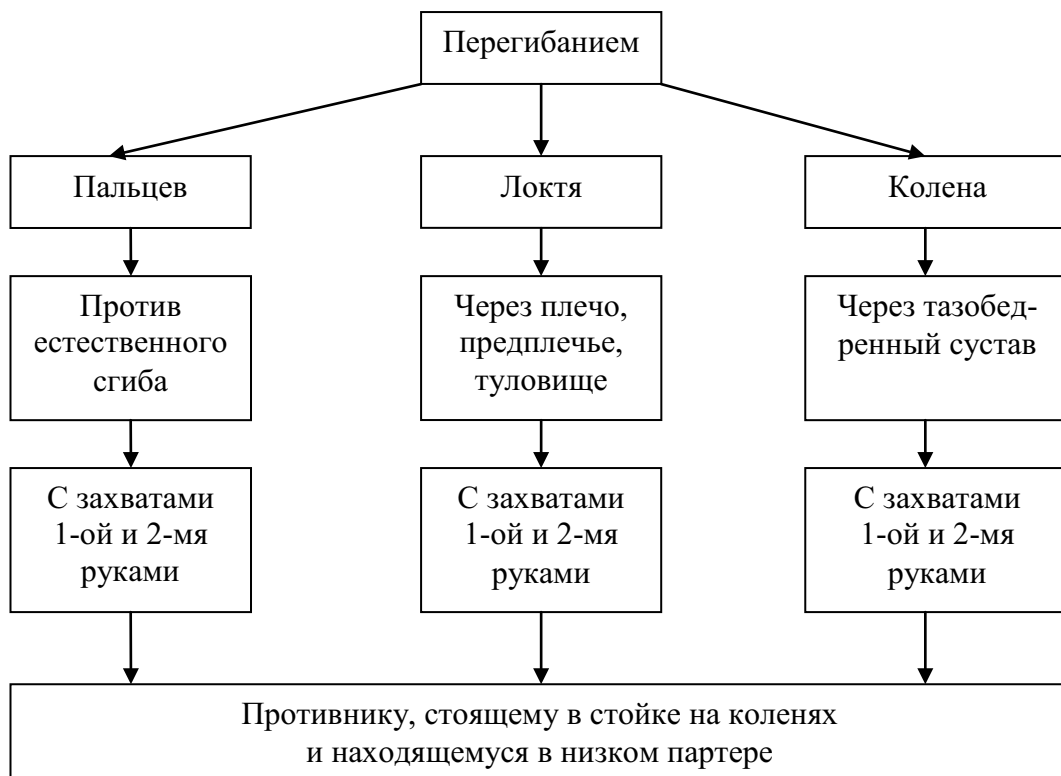 Перегибанием
Пальцев
Локтя
Колена
Против
естественного
сгиба
Через плечо,
предплечье,
туловище
Через тазобед-
ренный сустав
С захватами
1-ой и 2-мя
руками
С захватами
1-ой и 2-мя
руками
С захватами
1-ой и 2-мя
руками
Противнику, стоящему в стойке на коленях
и находящемуся в низком партере